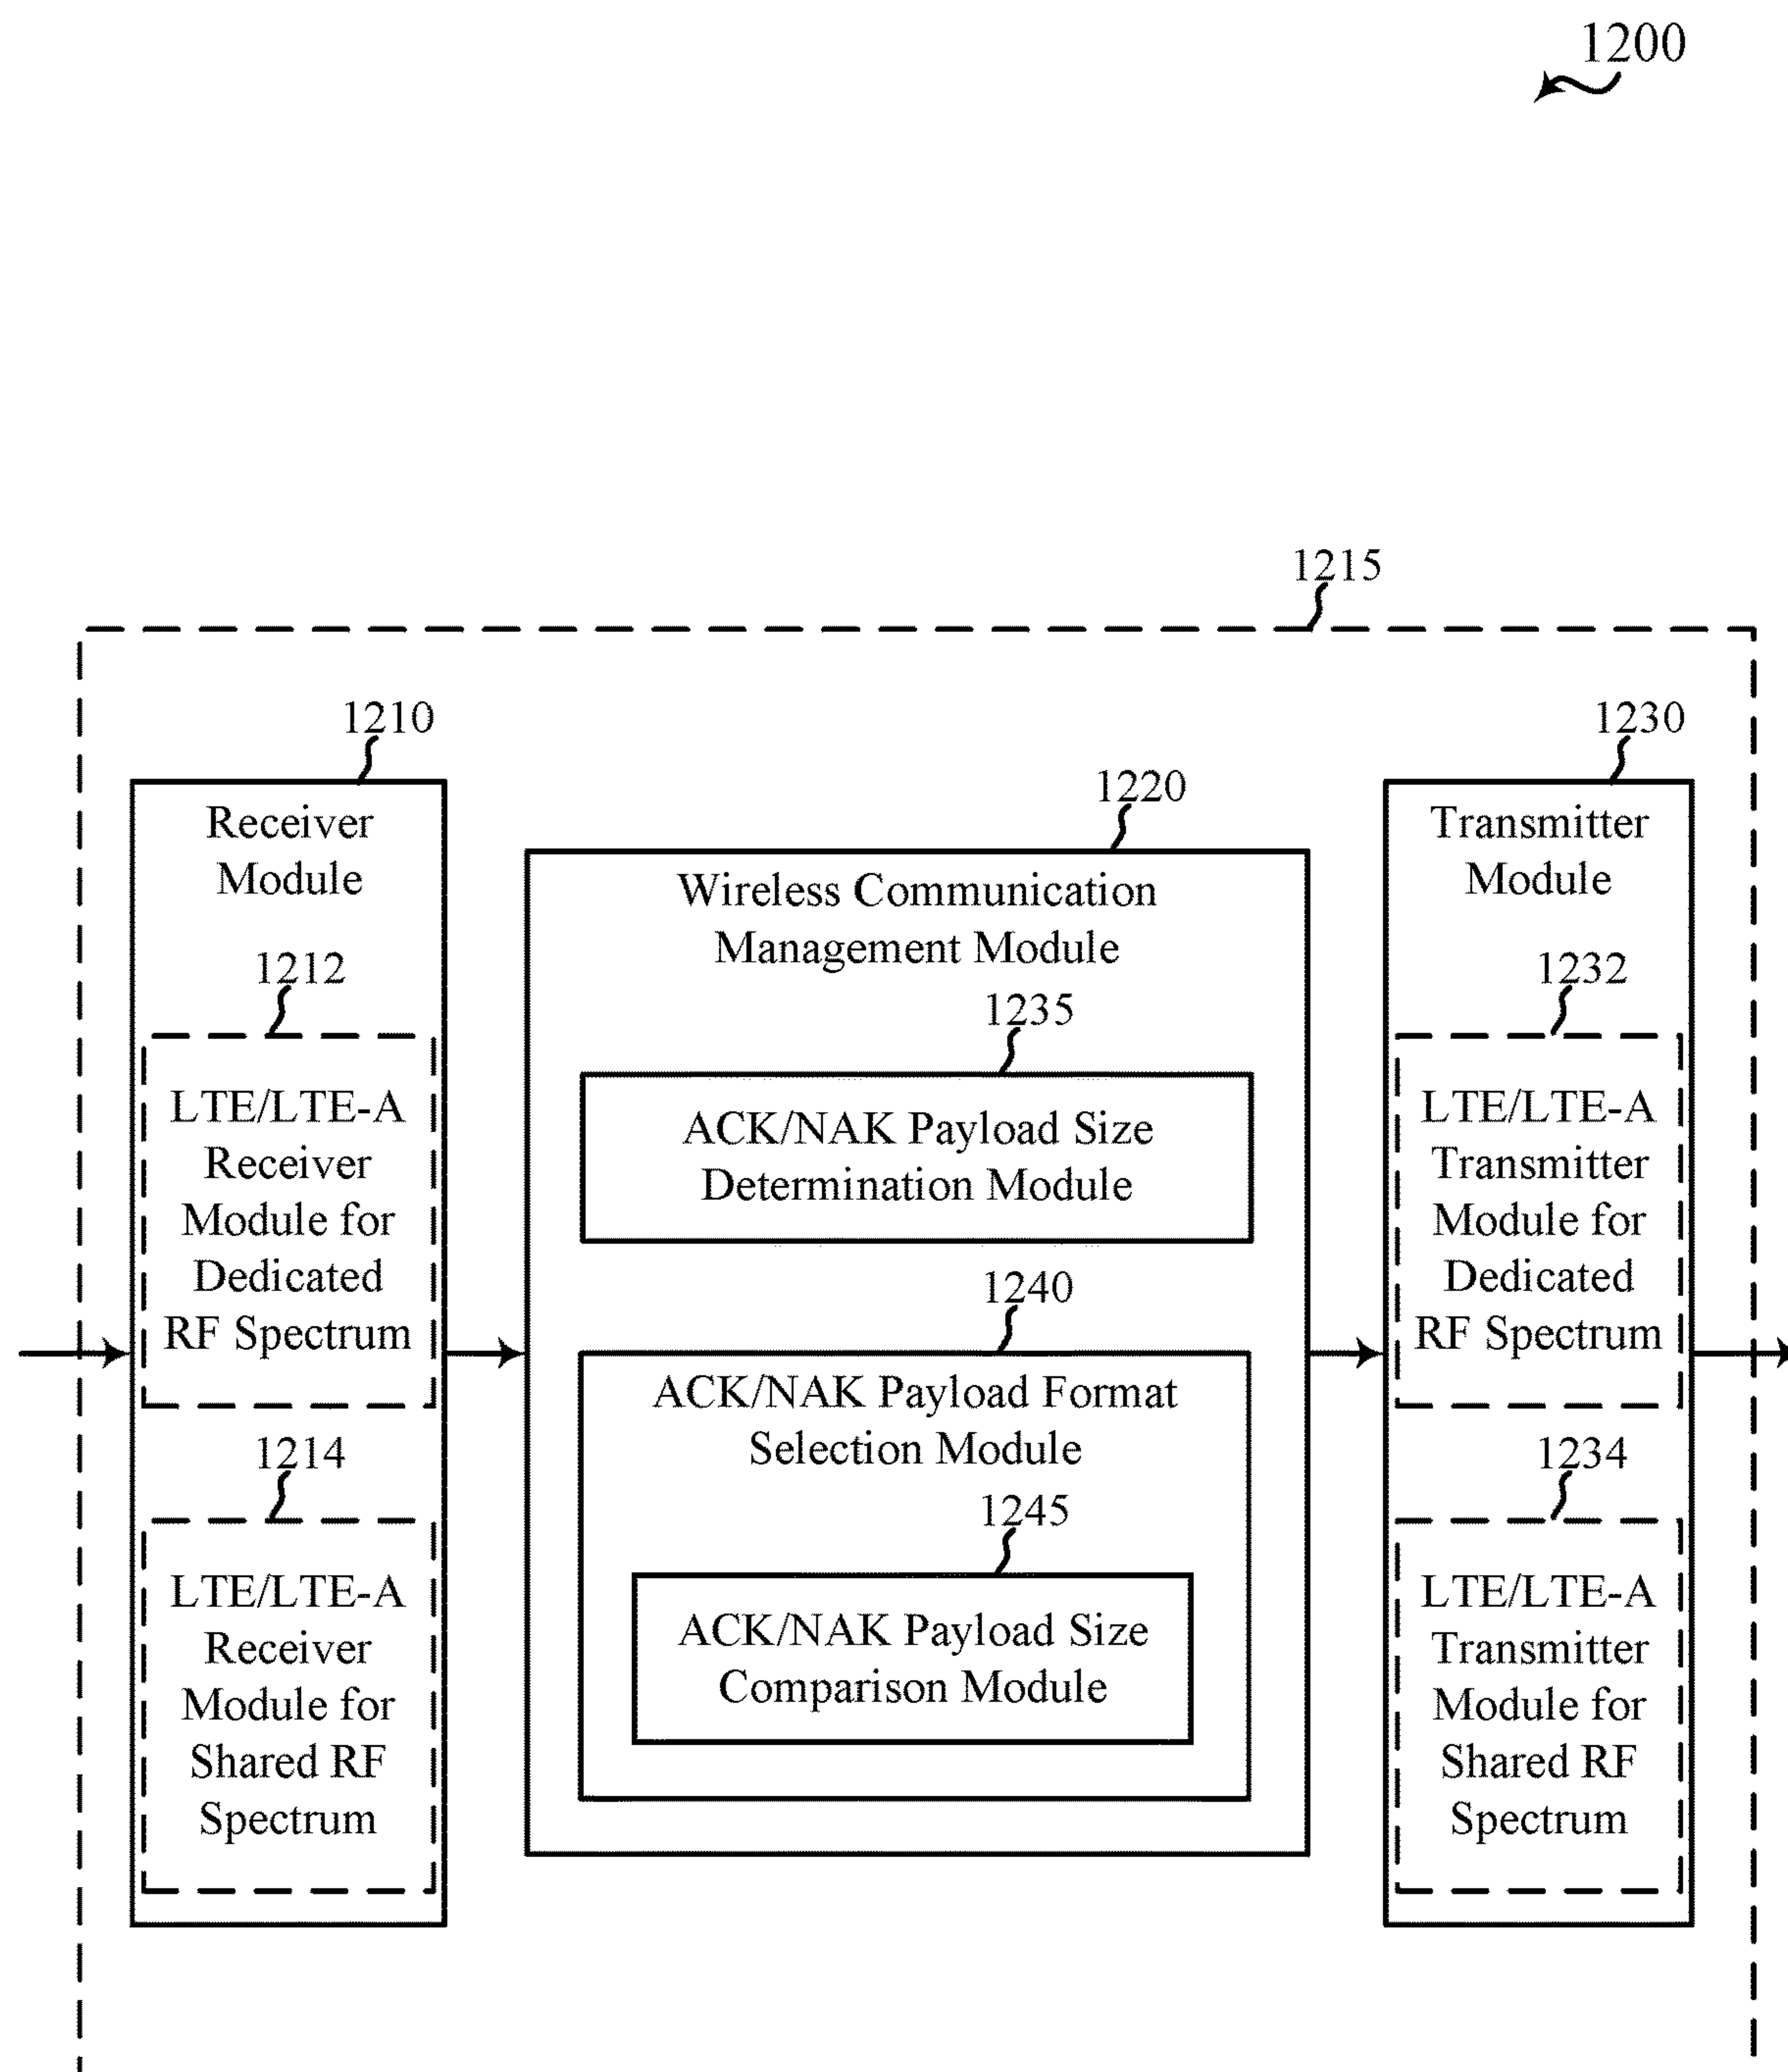 1200
1215
1210
Receiver
Module
1212
LTE/LTE-A
Receiver
Module for
Dedicated
RF Spectrum
1214
LTE/LTE-A
Receiver
Module for
Shared RF
Spectrum
1220
Wireless Communication
Management Module
1235
ACK/NAK Payload Size
Determination Module
1240
ACK/NAK Payload Format
Selection Module
1245
ACK/NAK Payload Size
Comparison Module
1230
Transmitter
Module
1232
LTE/LTE-A
Transmitter
Module for
Dedicated
RF Spectrum
1234
LTE/LTE-A
Transmitter
Module for
Shared RF
Spectrum